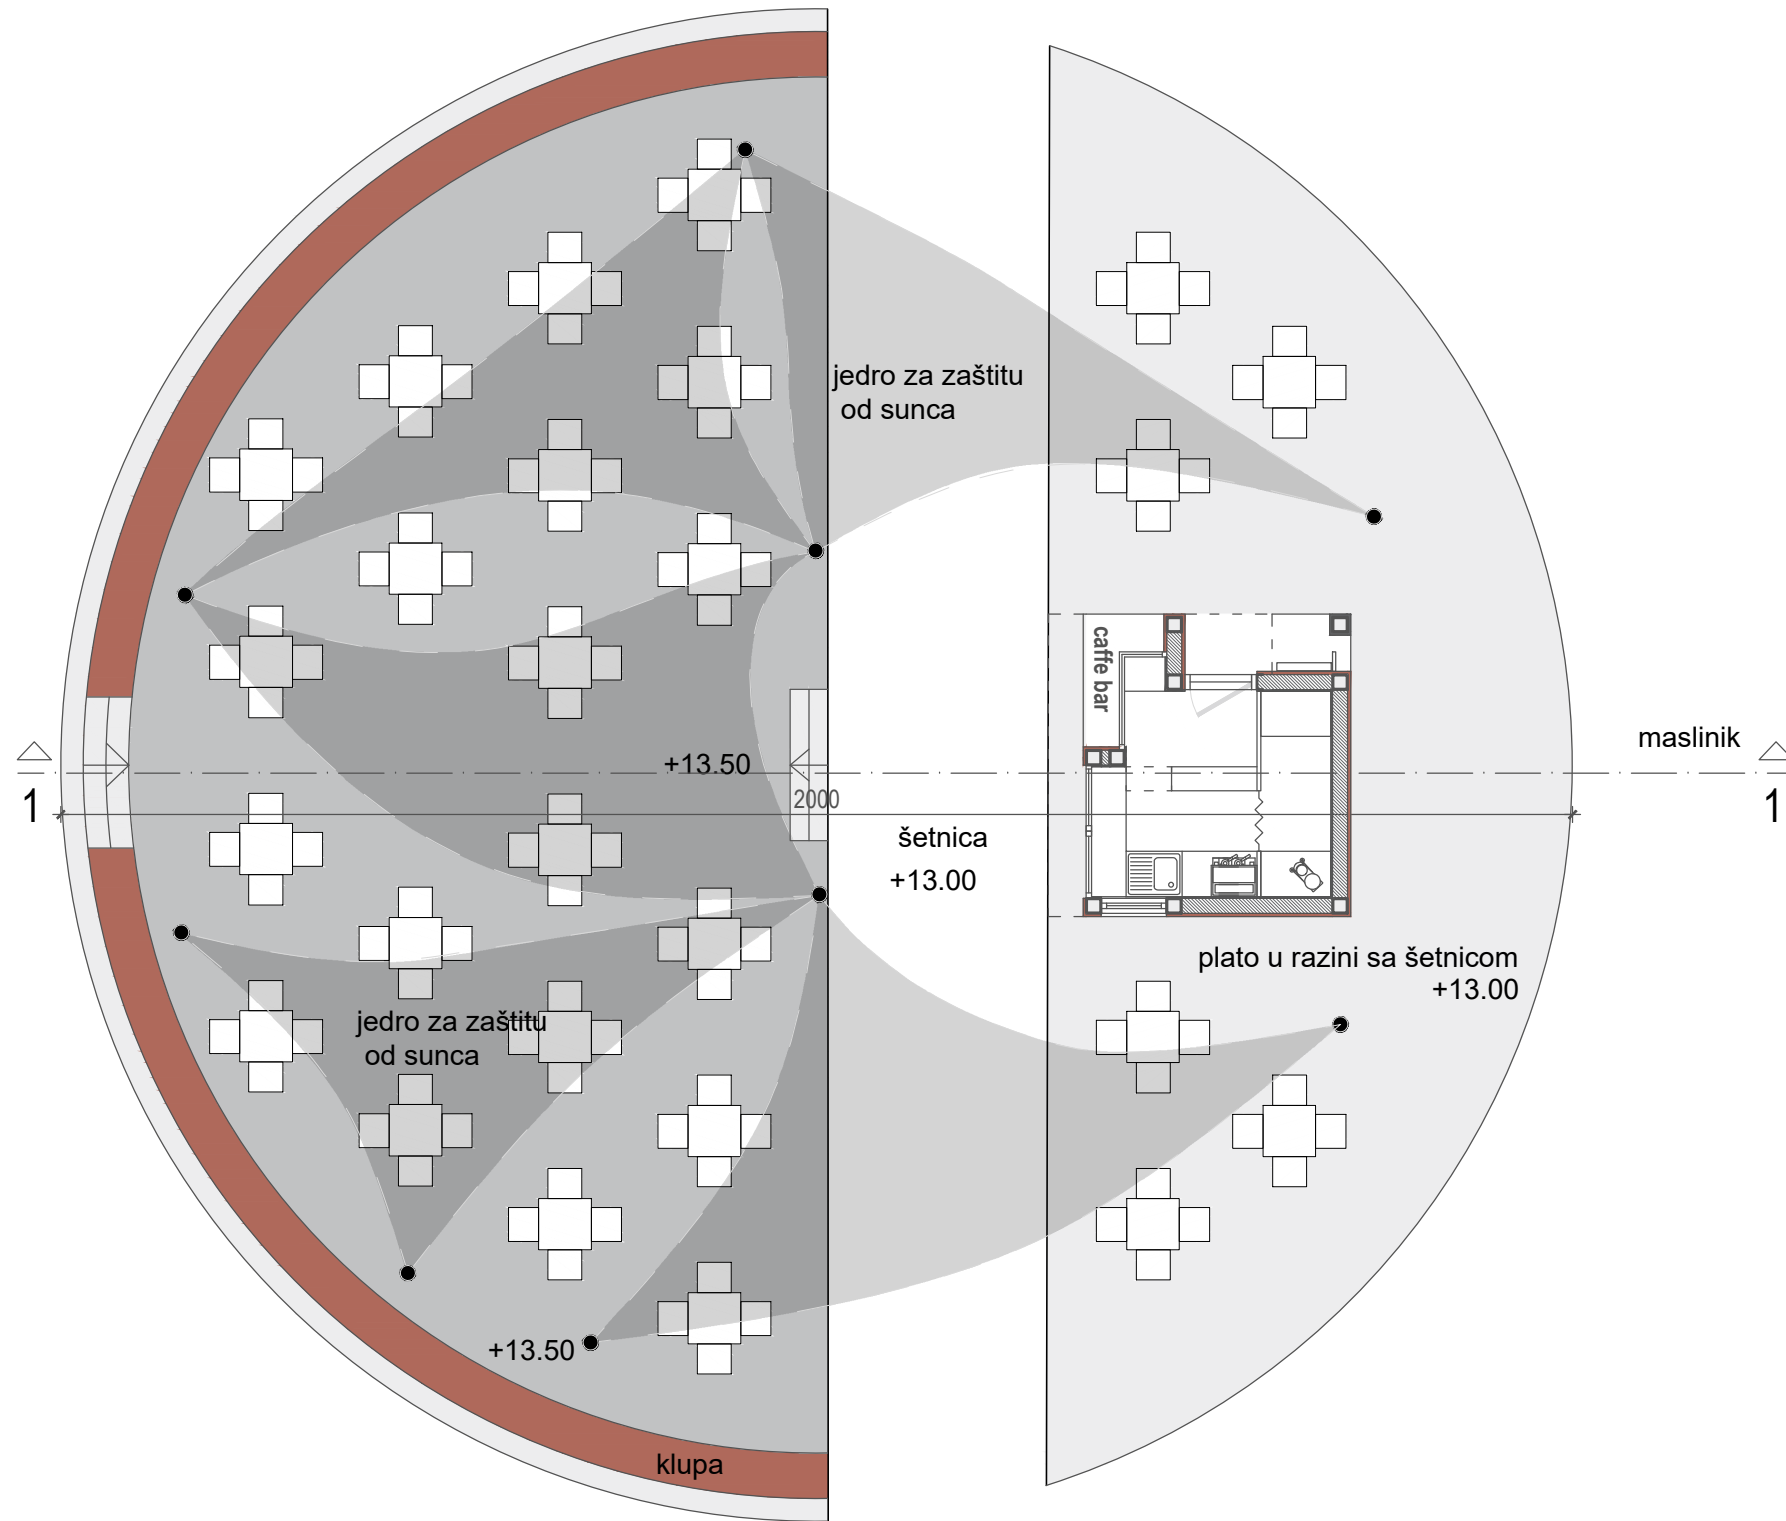 jedro za zaštitu
od sunca
caffe bar
maslinik
+13.50
1
1
2000
šetnica
+13.00
plato u razini sa šetnicom
+13.00
jedro za zaštitu
od sunca
+13.50
klupa